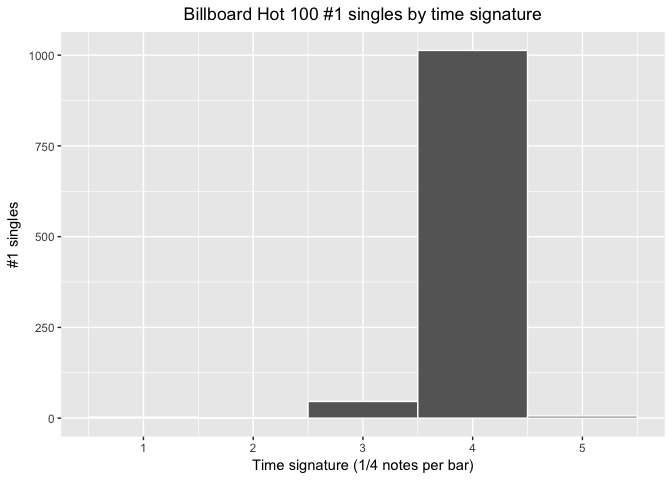 Billboard Hot 100 #1 singles by time signature
1000
750
500
250
0
#1 singles
1 2 3 4 5
Time signature (1/4 notes per bar)